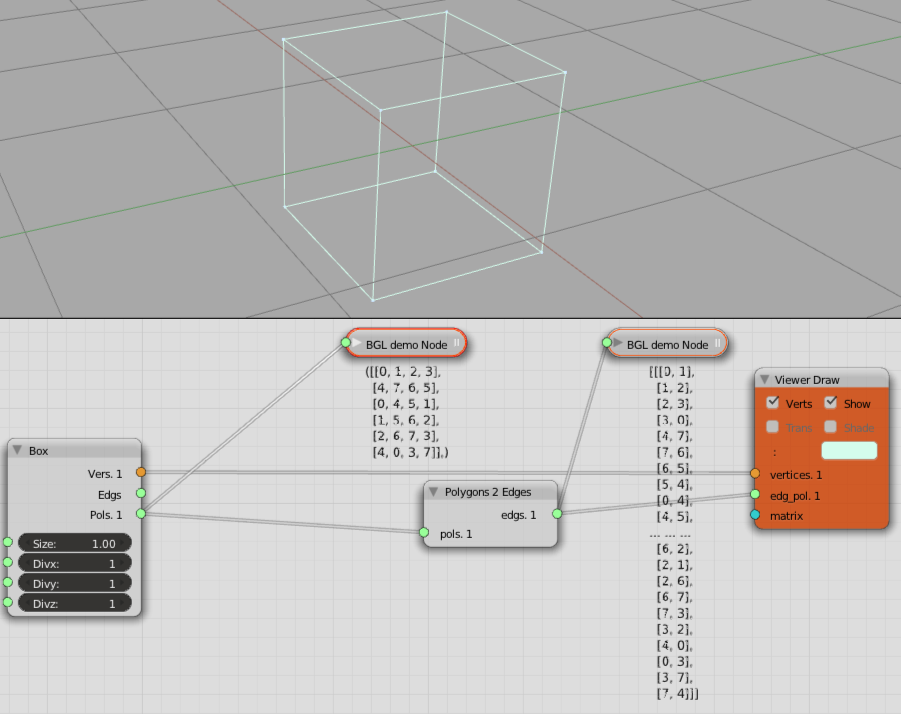 BGL demo Node
([[0, 1, 2, 3],
[4, 7, 6, 5],
[0, 4, 5, 1],
[1, 5, 6, 2],
[2, 6, 7, 3],
[4, 0, 3, 7]],)
BGL demo Node
[[[0, 1],
[1, 2],
[2, 3],
[3, 0],
[4, 7],
[7, 6],
[6, 5],
[5, 4],
[0, 4],
[4, 5],
... ... ...
[6, 2],
[2, 1],
[2, 6],
[6, 7],
[7, 3],
[3, 2],
[4, 0],
[0, 3],
[3, 7],
[7, 4]]]
Viewer Draw
Verts Show
Trans Shade
:
vertices. 1
edg_pol. 1
matrix
Box
Vers. 1
Edgs
Pols. 1
Size: 1.00
Divx: 1
Divy: 1
Divz: 1
Polygons 2 Edges
edgs. 1
pols. 1